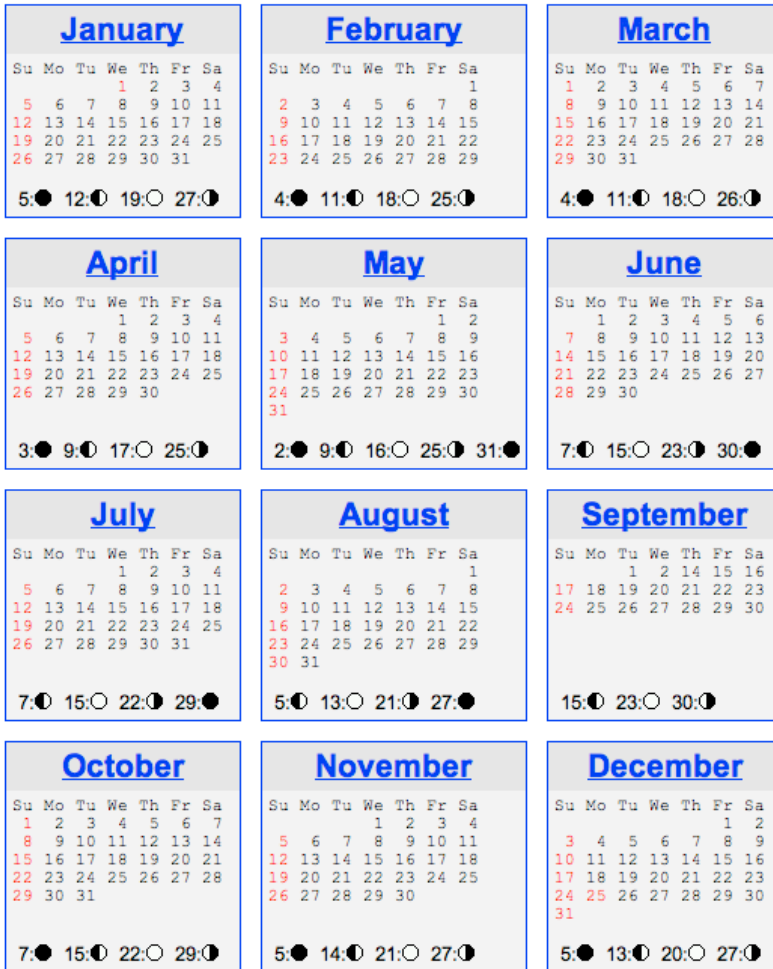 January
Su Mo Tu We Th Fr Sa
1 2 3 4
5 6 7 8 9 10 11
12 13 14 15 16 17 18
19 20 21 22 23 24 25
26 27 28 29 30 31
5: 12: 19: 27:
February
Su Mo Tu We Th Fr Sa
1
2 3 4 5 6 7 8
9 10 11 12 13 14 15
16 17 18 19 20 21 22
23 24 25 26 27 28 29
4: 11: 18: 25:
March
Su Mo Tu We Th Fr Sa
1 2 3 4 5 6 7
8 9 10 11 12 13 14
15 16 17 18 19 20 21
22 23 24 25 26 27 28
29 30 31
4: 11: 18: 26:
April
Su Mo Tu We Th Fr Sa
1 2 3 4
5 6 7 8 9 10 11
12 13 14 15 16 17 18
19 20 21 22 23 24 25
26 27 28 29 30
3: 9: 17: 25:
May
Su Mo Tu We Th Fr Sa
1 2
3 4 5 6 7 8 9
10 11 12 13 14 15 16
17 18 19 20 21 22 23
24 25 26 27 28 29 30
31
2: 9: 16: 25: 31:
June
Su Mo Tu We Th Fr Sa
1 2 3 4 5 6
7 8 9 10 11 12 13
14 15 16 17 18 19 20
21 22 23 24 25 26 27
28 29 30
7: 15: 23: 30:
July
Su Mo Tu We Th Fr Sa
1 2 3 4
5 6 7 8 9 10 11
12 13 14 15 16 17 18
19 20 21 22 23 24 25
26 27 28 29 30 31
7: 15: 22: 29:
August
Su Mo Tu We Th Fr Sa
1
2 3 4 5 6 7 8
9 10 11 12 13 14 15
16 17 18 19 20 21 22
23 24 25 26 27 28 29
30 31
5: 13: 21: 27:
September
Su Mo Tu We Th Fr Sa
1 2 14 15 16
17 18 19 20 21 22 23
24 25 26 27 28 29 30
15: 23: 30:
October
Su Mo Tu We Th Fr Sa
1 2 3 4 5 6 7
8 9 10 11 12 13 14
15 16 17 18 19 20 21
22 23 24 25 26 27 28
29 30 31
7: 15: 22: 29:
November
Su Mo Tu We Th Fr Sa
1 2 3 4
5 6 7 8 9 10 11
12 13 14 15 16 17 18
19 20 21 22 23 24 25
26 27 28 29 30
5: 14: 21: 27:
December
Su Mo Tu We Th Fr Sa
1 2
3 4 5 6 7 8 9
10 11 12 13 14 15 16
17 18 19 20 21 22 23
24 25 26 27 28 29 30
31
5: 13: 20: 27: